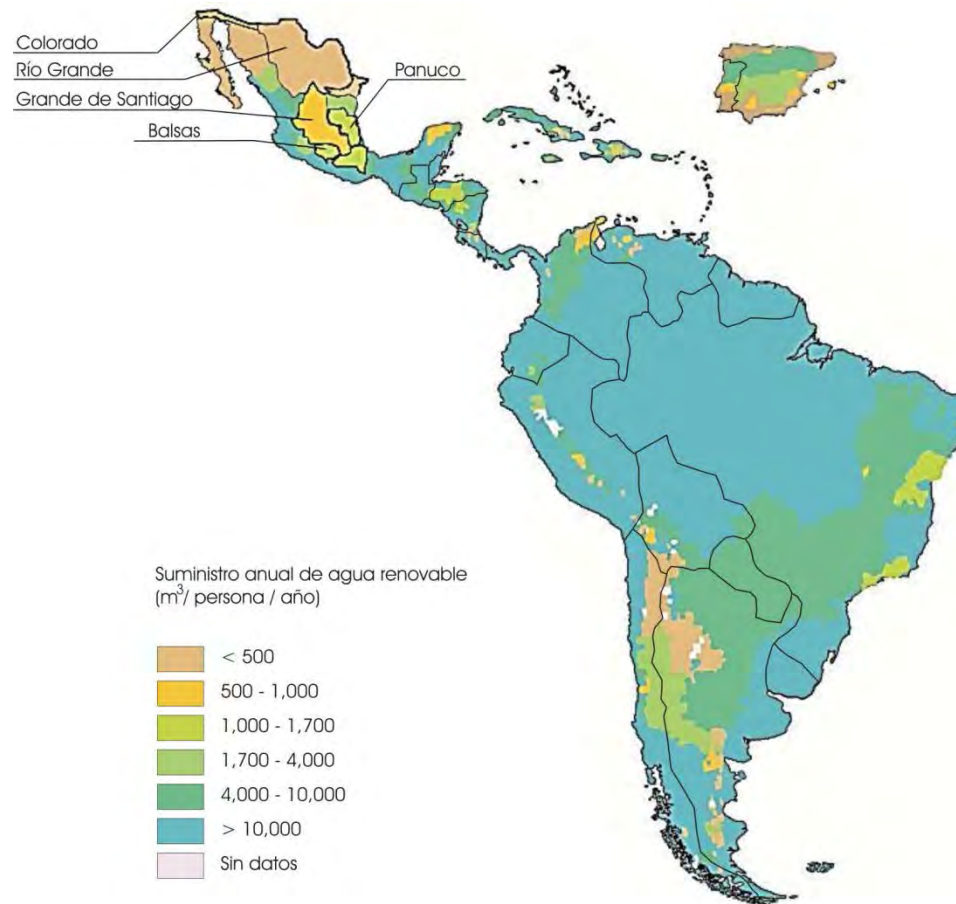 Colorado
Río Grande
Panuco
Grande de Santiago
Balsas
Suministro anual de agua renovable
(m³/ persona / año)
< 500
500 - 1,000
1,000 - 1,700
1,700 - 4,000
4,000 - 10,000
> 10,000
Sin datos